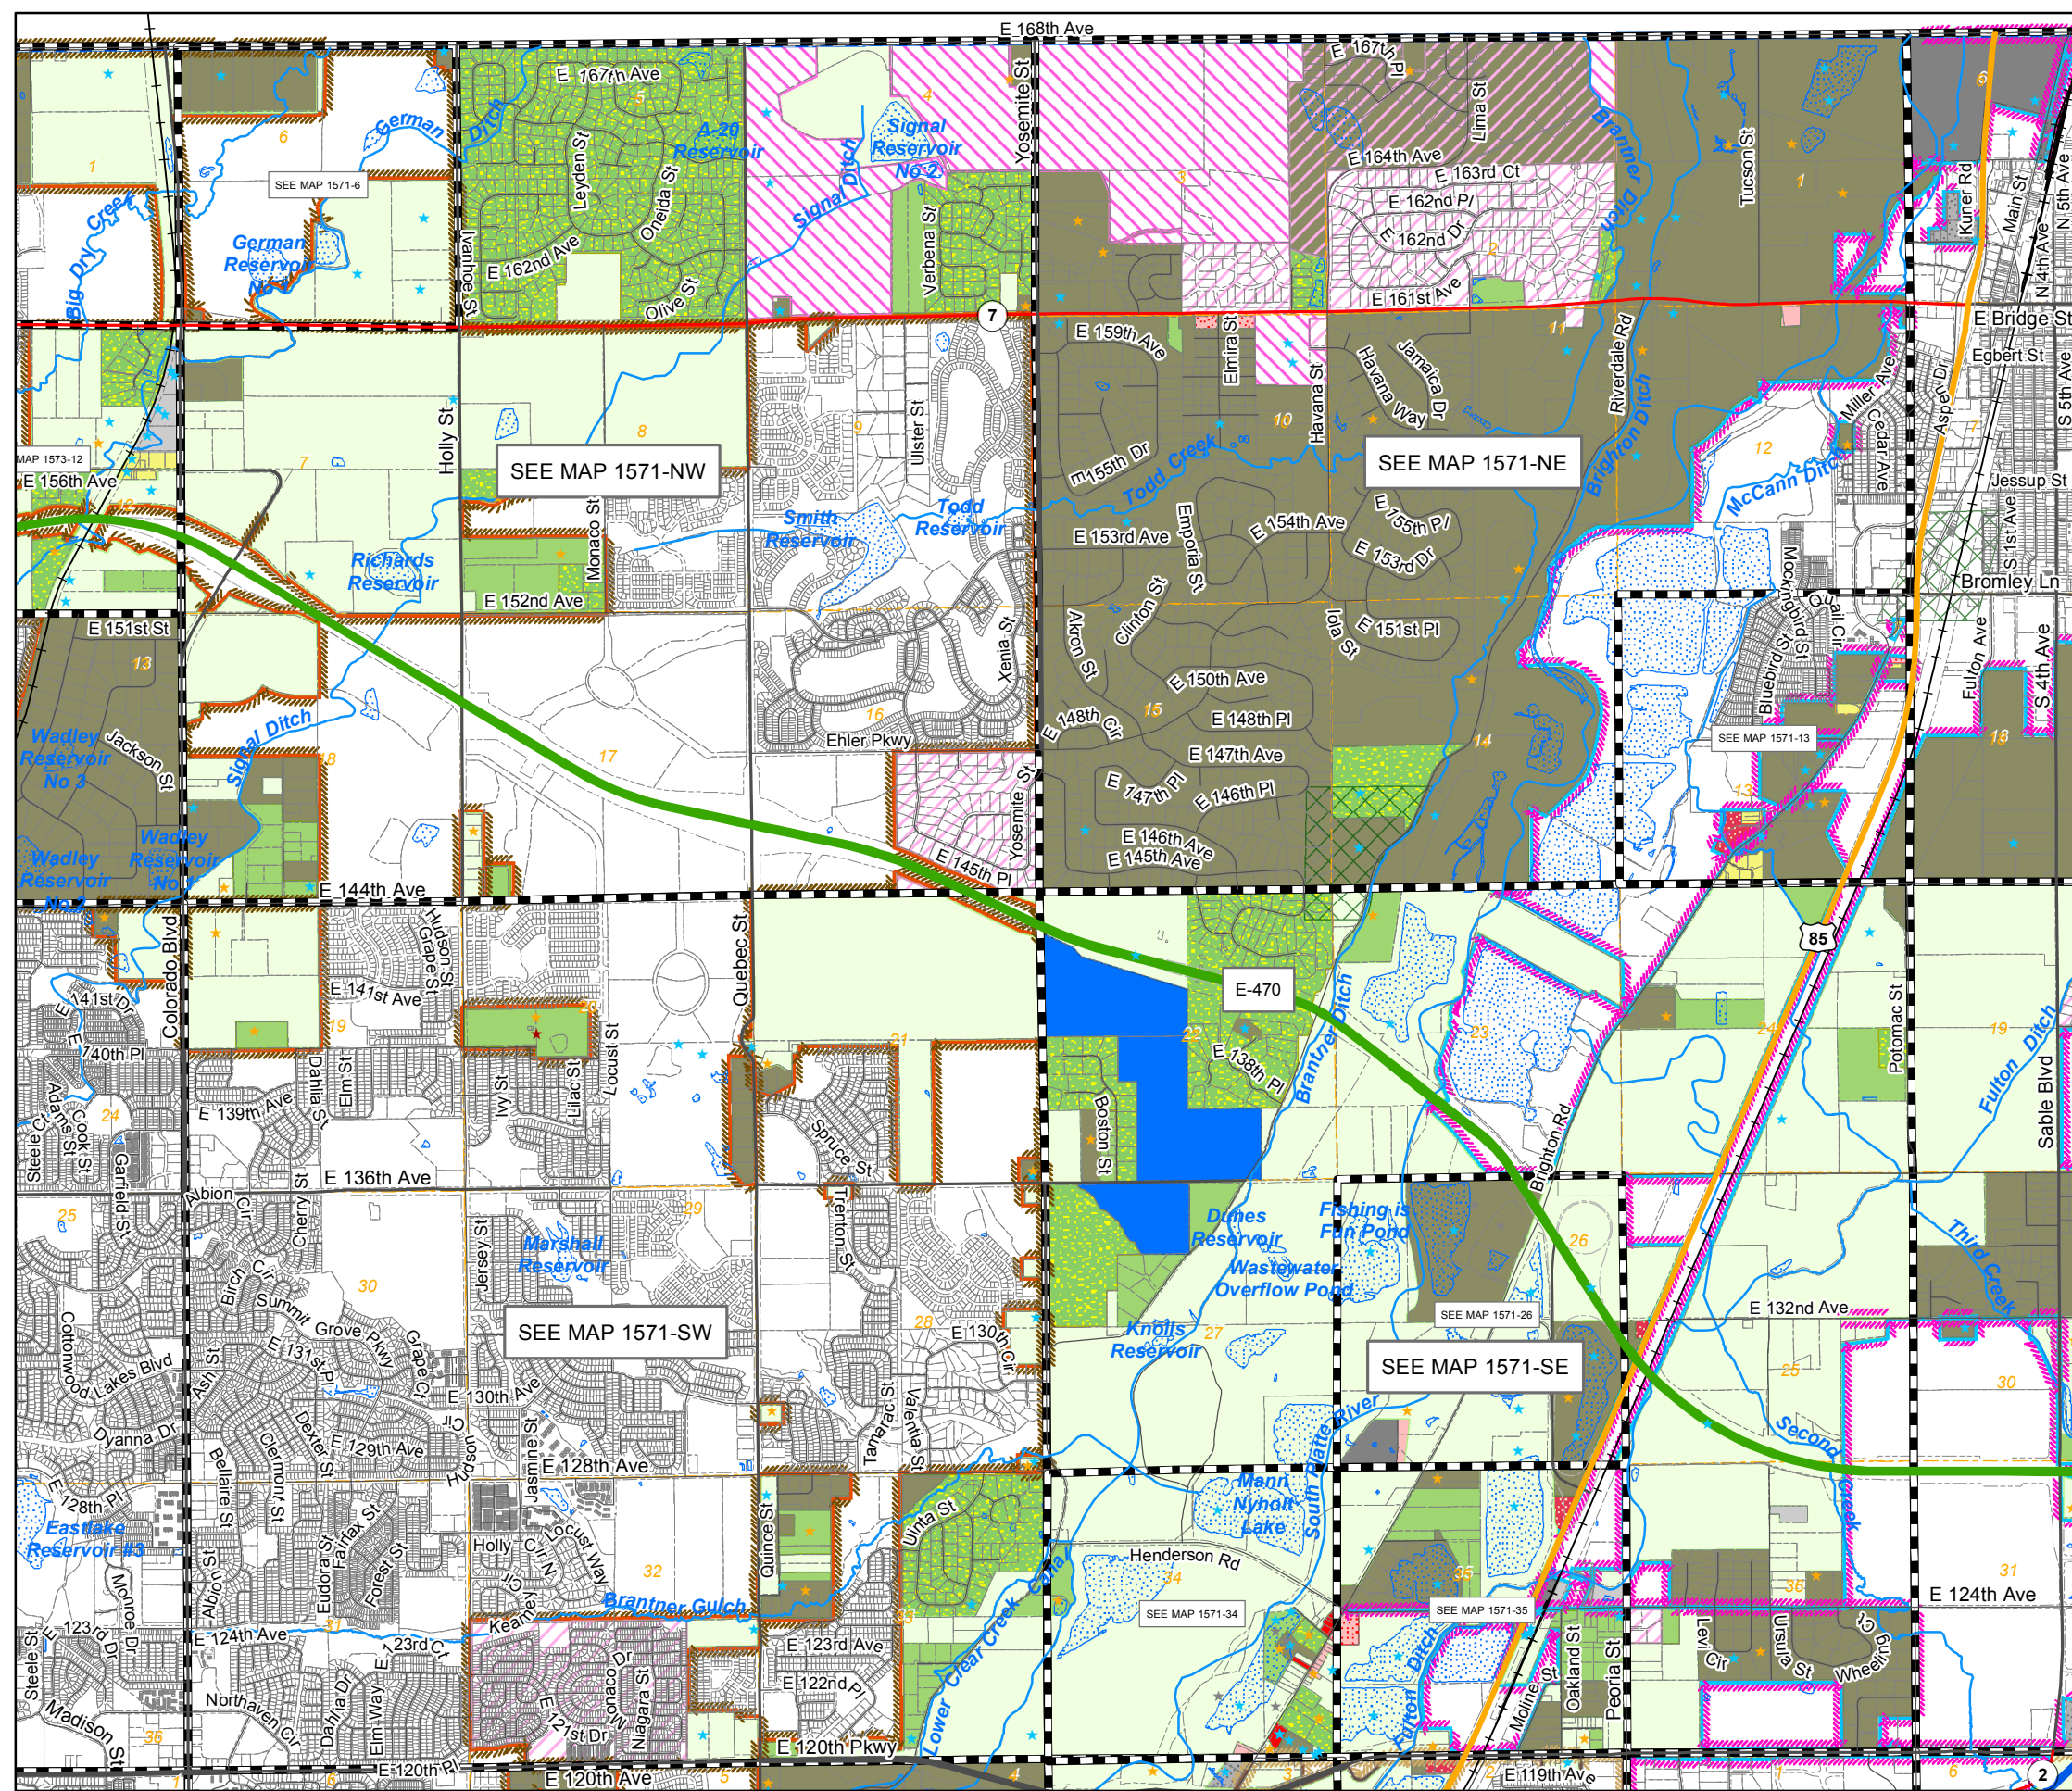 E 168th Ave
E 167th Ave
E 167th Pl
Yosemite St
Lima St
German
Ditch
A-20
Reservoir
Signal
Reservoir
No 2
Signal Ditch
Brantner
Ditch
Tucson St
Kuner Rd
Main St
N 4th Ave
N 5th Ave
SEE MAP 1571-6
Leyden St
Oneida St
E 164th Ave
E 163rd Ct
E 162nd Pl
E 162nd Dr
E 161st Ave
Big Dry Creek
German
Reservoir
Ivanhoe St
E 162nd Ave
Olive St
Verbena St
7
E Bridge St
E 159th Ave
Elmira St
Havana St
Havana Way
Jamaica Dr
Riverdale Rd
Egbert St
Miller Ave
Cedar Ave
Aspen Dr
S 5th Ave
Holly St
Ulster St
SEE MAP 1571-NW
SEE MAP 1571-NE
MAP 1573-12
E 156th Ave
E 155th Dr
Todd Creek
Brighton Ditch
McCann Ditch
Jessup St
Monaco St
Smith
Reservoir
Todd
Reservoir
E 153rd Ave
Emporia St
E 154th Ave
E 155th Pl
E 153rd Dr
S 1st Ave
Richards
Reservoir
E 152nd Ave
Mockingbird St
Quail Cir
Bromley Ln
E 151st St
Akron St
Clinton St
Iola St
E 151st Pl
Bluebird St
Fulton Ave
S 4th Ave
Xenia St
E 150th Ave
E 148th Cir
E 148th Pl
Ehler Pkwy
SEE MAP 1571-13
Wadley
Reservoir
No 3
Jackson St
Signal Ditch
E 147th Ave
E 147th Pl
E 146th Pl
Yosemite St
E 146th Ave
E 145th Ave
E 145th Pl
Wadley
Reservoir
Wadley
Reservoir
No 2
E 144th Ave
Colorado Blvd
Hudson St
Grape St
Quebec St
85
E 141st Dr
E 141st Ave
E-470
Potomac St
E 140th Pl
Locust St
Brantner Ditch
Fulton Ditch
Sable Blvd
Steele Ct
Adams St
Cook St
Garfield St
E 139th Ave
Dahlia St
Elm St
Ivy St
Lilac St
Spruce St
E 138th Pl
Boston St
Brighton Rd
E 136th Ave
Albion Cir
Cherry St
Trenton St
Dunes
Reservoir
Fishing is
Fun Pond
Third Creek
Wastewater
Overflow Pond
Marshall
Reservoir
Jersey St
Birch Cir
Summit Grove Pkwy
Cottonwood Lakes Blvd
SEE MAP 1571-SW
SEE MAP 1571-26
E 132nd Ave
Knolls
Reservoir
SEE MAP 1571-SE
E 131st Pl
Grape Ct
Ash St
E 130th Ave
E 130th Cir
Dyanna Dr
Dexter St
E 129th Ave
Hudson Cir
Jasmine St
Tamarac St
Valentia St
South Platte River
Second Creek
Bellaire St
Clermont St
E 128th Ave
E 128th Pl
Eastlake
Reservoir #3
Mann
Nyholt
Lake
Albion St
Eudora St
Fairfax St
Forest St
Holly
Cir N
Locust Way
Quince St
Uinta St
Henderson Rd
Monroe Dr
Kearney Cir
Brantner Gulch
Lower Clear Creek Canal
SEE MAP 1571-34
SEE MAP 1571-35
E 124th Ave
E 123rd Dr
E 124th Ave
E 123rd Ct
E 123rd Ave
E 122nd Pl
Steele St
Madison St
Northaven Cir
Dahlia Dr
Elm Way
E 121st Dr
Monaco Dr
Niagara St
Fulton Ditch
Moline St
Oakland St
Peoria St
Levi Cir
Ursula St
Wheeling Ct
E 120th Pkwy
E 120th Pl
E 120th Ave
E 119th Ave
2